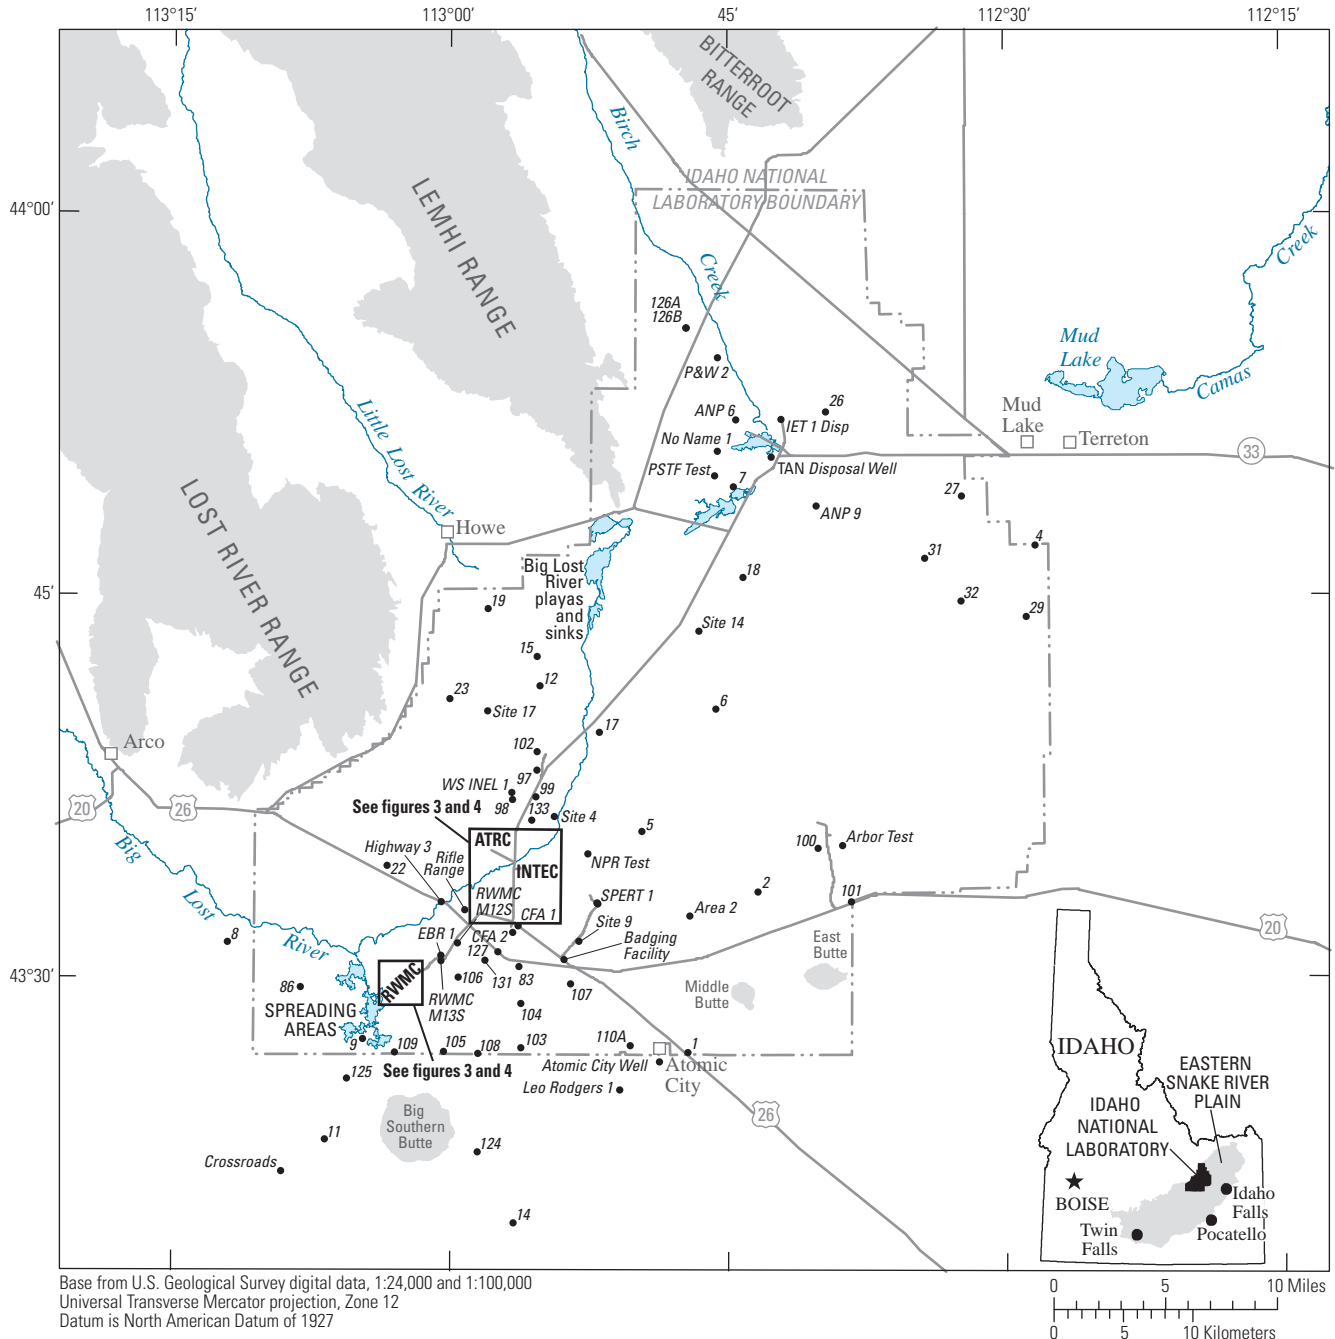 113°15'
113°00'
45'
112°30'
112°15'
BITTERROOT
RANGE
Birch
Creek
IDAHO NATIONAL
LABORATORY BOUNDARY
44°00'
LEMHI RANGE
Creek
Camas
126A
126B
Mud
Lake
P&W 2
Little Lost River
ANP 6
26
IET 1 Disp
Mud
Lake
Terreton
No Name 1
33
PSTF Test
TAN Disposal Well
7
27
LOST RIVER RANGE
ANP 9
Howe
4
31
Big Lost
River
playas
and
sinks
18
45'
32
19
29
Site 14
15
12
23
Site 17
6
17
Arco
102
97
WS INEL 1
99
20
26
98
133
Site 4
See figures 3 and 4
5
ATRC
100
Arbor Test
Highway 3
Rifle
Range
NPR Test
22
INTEC
Big
Lost
River
RWMC
M12S
SPERT 1
2
101
CFA 1
Area 2
Site 9
20
EBR 1
CFA 2
Badging
Facility
8
127
East
Butte
43°30'
RWMC
83
131
106
86
RWMC
M13S
107
Middle
Butte
SPREADING
AREAS
104
9
109
105
108
103
110A
1
IDAHO
See figures 3 and 4
Atomic City Well
Atomic
City
125
Leo Rodgers 1
EASTERN
SNAKE RIVER
PLAIN
Big
Southern
Butte
26
IDAHO
NATIONAL
LABORATORY
11
124
Crossroads
BOISE
Idaho
Falls
14
Twin
Falls
Pocatello
Base from U.S. Geological Survey digital data, 1:24,000 and 1:100,000
Universal Transverse Mercator projection, Zone 12
Datum is North American Datum of 1927
0 5 10 Miles
0 5 10 Kilometers